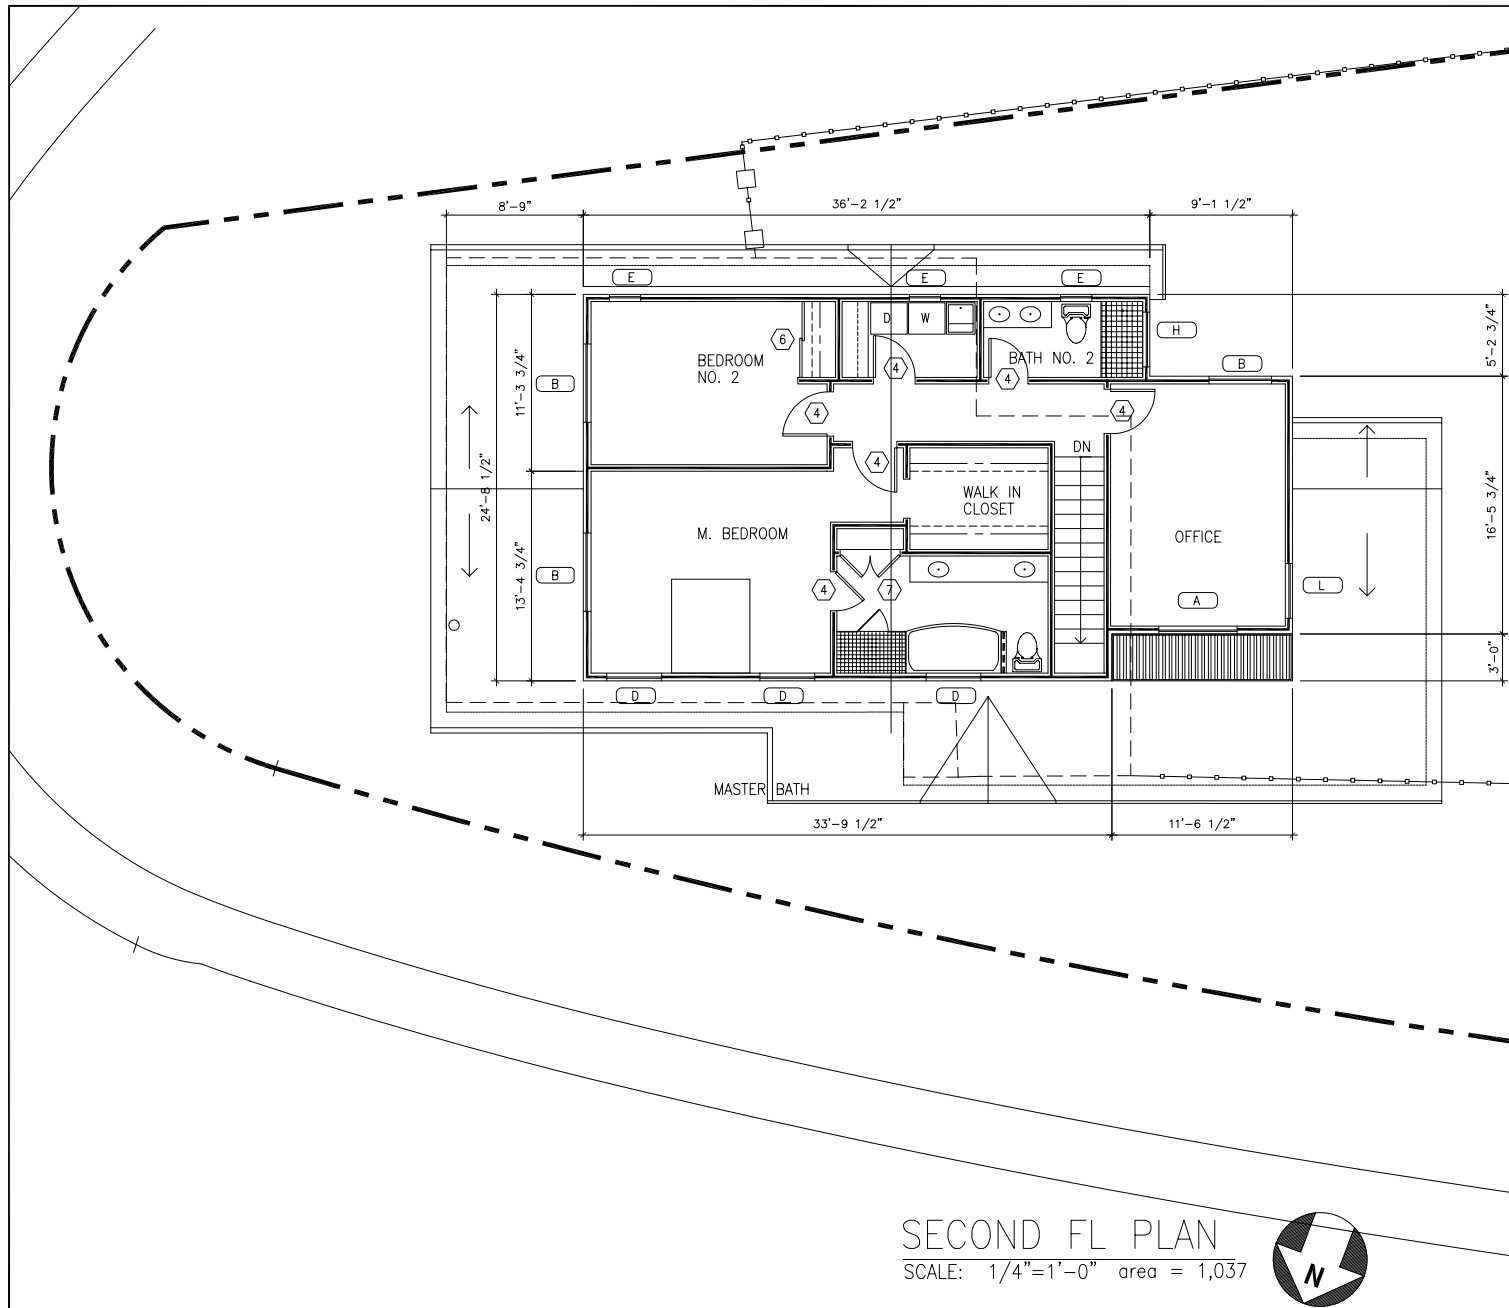 8'-9"
36'-2 1/2"
9'-1 1/2"
E
E
E
D
W
H
6
BEDROOM
NO. 2
BATH NO. 2
B
4
4
B
5'-2 3/4"
11'-3 3/4"
4
4
4
DN
24'-8 1/2"
WALK IN
CLOSET
16'-5 3/4"
M. BEDROOM
OFFICE
B
13'-4 3/4"
4
7
A
L
3'-0"
D
D
D
MASTER BATH
33'-9 1/2"
11'-6 1/2"
SECOND FL PLAN
SCALE: 1/4"=1'-0" area = 1,037
N